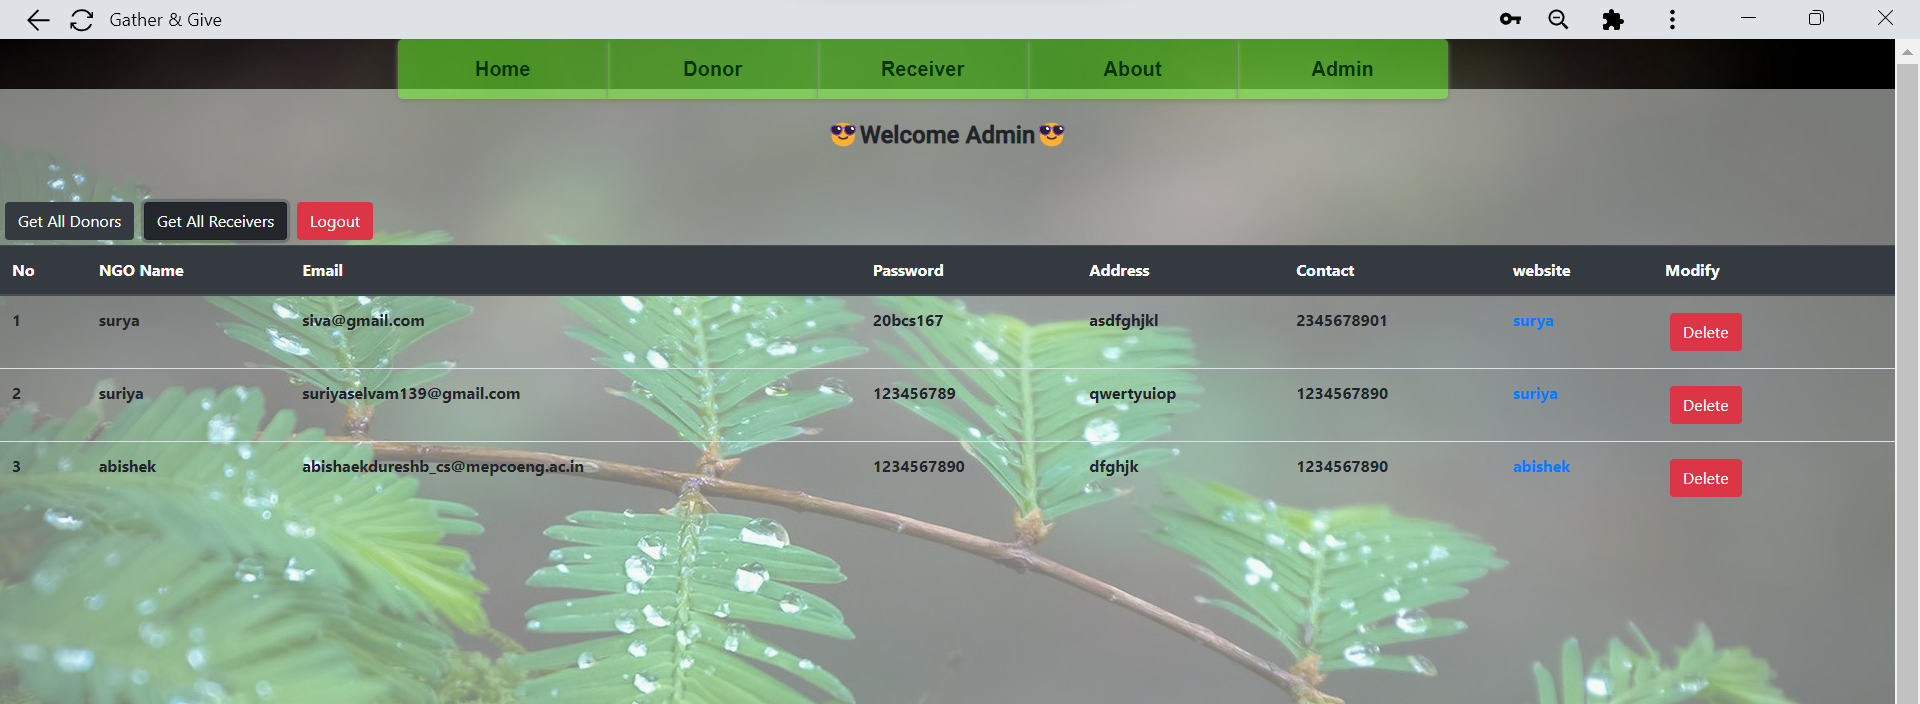 Gather & Give
Home Donor Receiver About Admin
😎Welcome Admin😎
Get All Donors Get All Receivers Logout
No NGO Name Email Password Address Contact website Modify
1 surya siva@gmail.com 20bcs167 asdfghjkl 2345678901 surya Delete
2 suriya suriyaselvam139@gmail.com 123456789 qwertyuiop 1234567890 suriya Delete
3 abishek abishaekdureshb_cs@mepcoeng.ac.in 1234567890 dfghjk 1234567890 abishek Delete